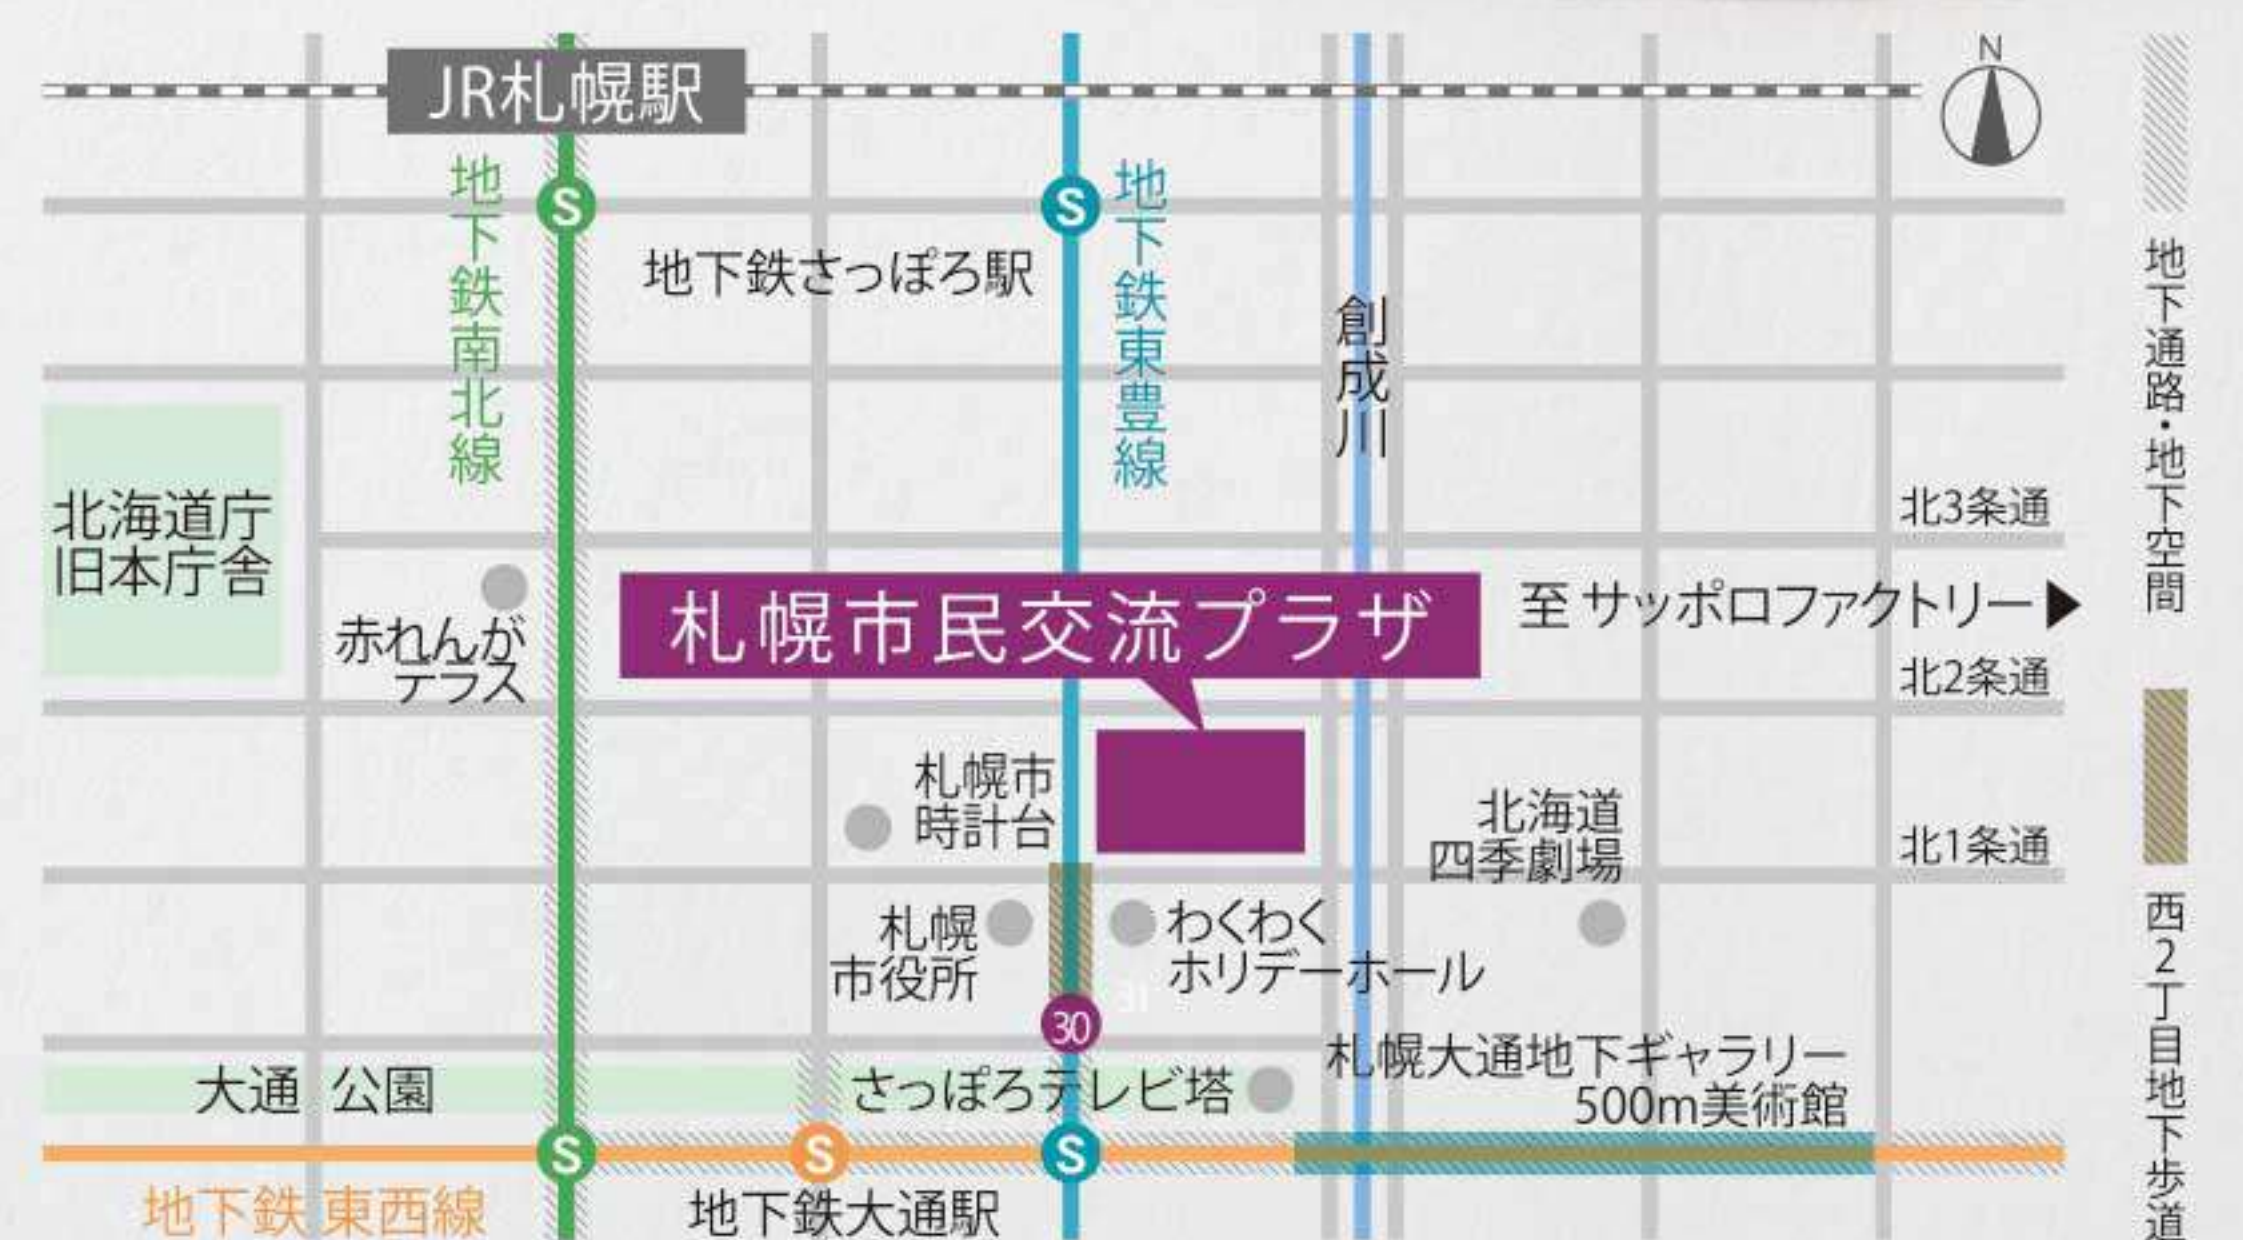 N
JR札幌駅
地下鉄南北線
S
S
地下鉄東豊線
地下鉄さっぽろ駅
創成川
北海道庁
旧本庁舎
北3条通
赤れんが
テラス
札幌市民交流プラザ
至 サッポロファクトリー
北2条通
札幌市
時計台
北海道
四季劇場
北1条通
札幌
市役所
わくわく
ホリデーホール
31
30
大通 公園
さっぽろテレビ塔
札幌大通地下ギャラリー
500m美術館
S
S
S
地下鉄 東西線
地下鉄大通駅
地下通路・地下空間
西2丁目地下歩道